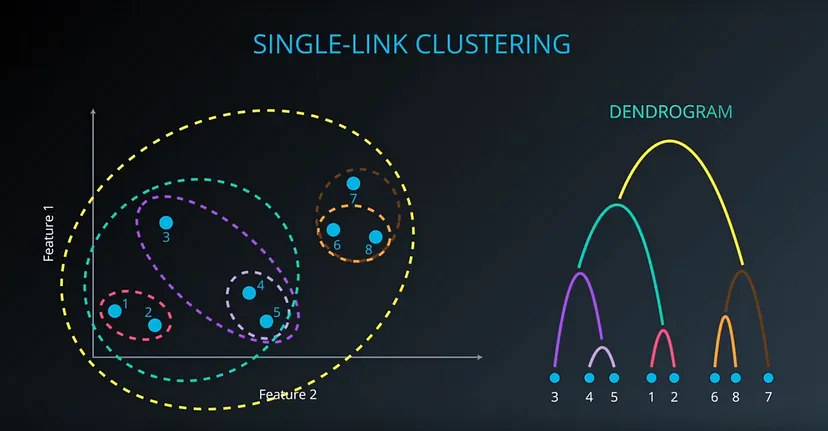 SINGLE-LINK CLUSTERING
DENDROGRAM
Feature 1
7
3
6
8
4
1
2
5
Feature 2
3 4 5 1 2 6 8 7